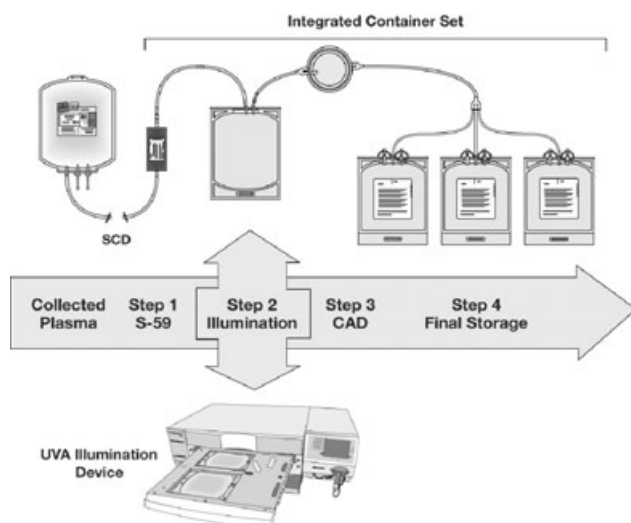 Integrated Container Set
SCD
Collected
Plasma
Step 1
S-59
Step 2
Illumination
Step 3
CAD
Step 4
Final Storage
UVA Illumination
Device